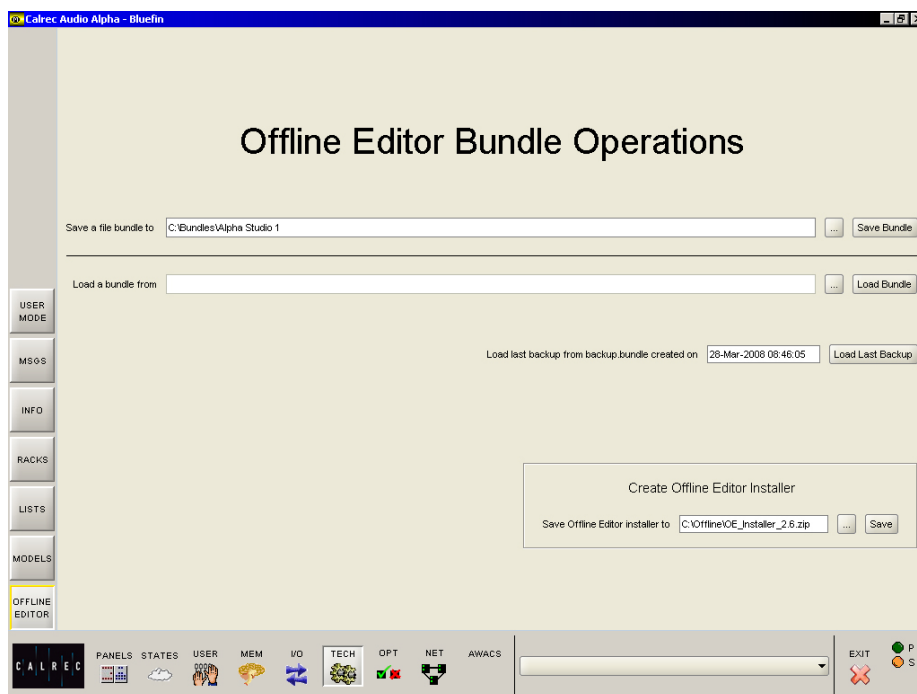 Calrec Audio Alpha - Bluefin
Offline Editor Bundle Operations
Save a file bundle to C:\Bundles\Alpha Studio 1 ... Save Bundle
Load a bundle from ... Load Bundle
Load last backup from backup.bundle created on 28-Mar-2008 08:46:05 Load Last Backup
Create Offline Editor Installer
Save Offline Editor installer to C:\Offline\OE_Installer_2.6.zip ... Save
USER
MODE
MSGS
INFO
RACKS
LISTS
MODELS
OFFLINE
EDITOR
CALREC PANELS STATES USER MEM I/O TECH OPT NET AWACS EXIT P
S